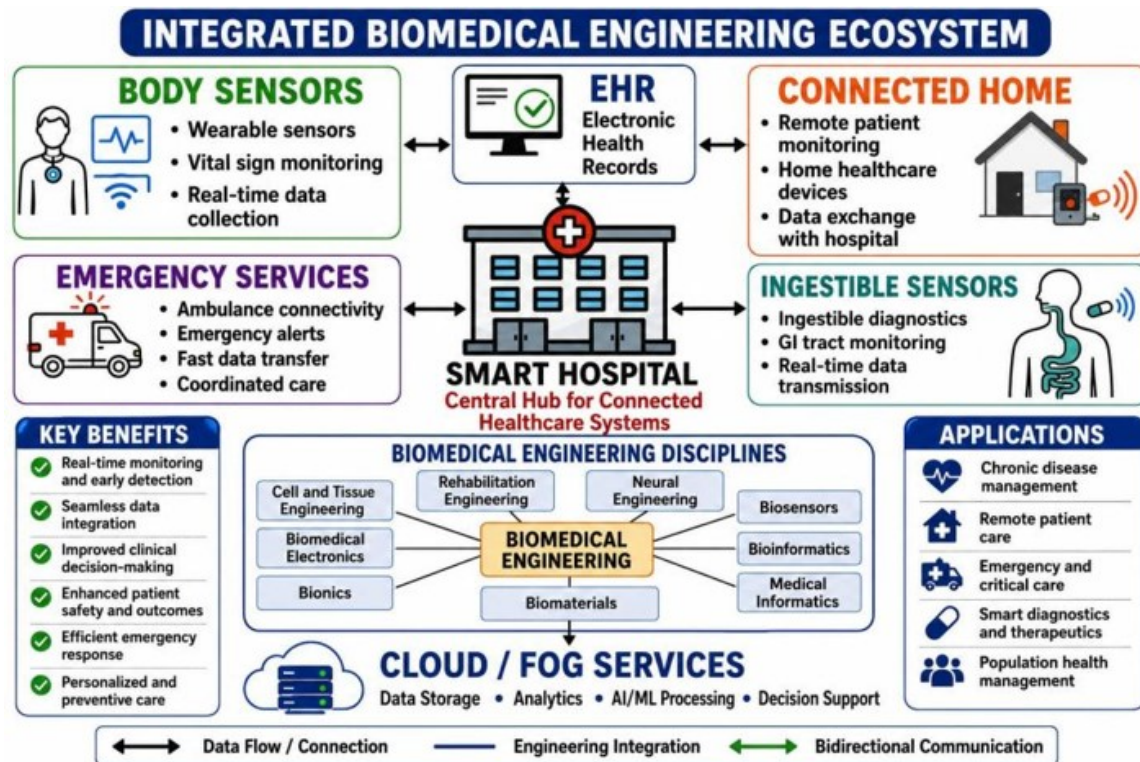 INTEGRATED BIOMEDICAL ENGINEERING ECOSYSTEM
BODY SENSORS
• Wearable sensors
• Vital sign monitoring
• Real-time data
collection
EHR
Electronic
Health
Records
CONNECTED HOME
• Remote patient
monitoring
• Home healthcare
devices
• Data exchange
with hospital
EMERGENCY SERVICES
• Ambulance connectivity
• Emergency alerts
• Fast data transfer
• Coordinated care
SMART HOSPITAL
Central Hub for Connected
Healthcare Systems
INGESTIBLE SENSORS
• Ingestible diagnostics
• GI tract monitoring
• Real-time data
transmission
KEY BENEFITS
Real-time monitoring
and early detection
Seamless data
integration
Improved clinical
decision-making
Enhanced patient
safety and outcomes
Efficient emergency
response
Personalized and
preventive care
BIOMEDICAL ENGINEERING DISCIPLINES
Cell and Tissue
Engineering
Rehabilitation
Engineering
Neural
Engineering
Biosensors
Biomedical
Electronics
BIOMEDICAL
ENGINEERING
Bioinformatics
Bionics
Biomaterials
Medical
Informatics
APPLICATIONS
Chronic disease
management
Remote patient
care
Emergency and
critical care
Smart diagnostics
and therapeutics
Population health
management
CLOUD / FOG SERVICES
Data Storage • Analytics • AI/ML Processing • Decision Support
Data Flow / Connection
Engineering Integration
Bidirectional Communication